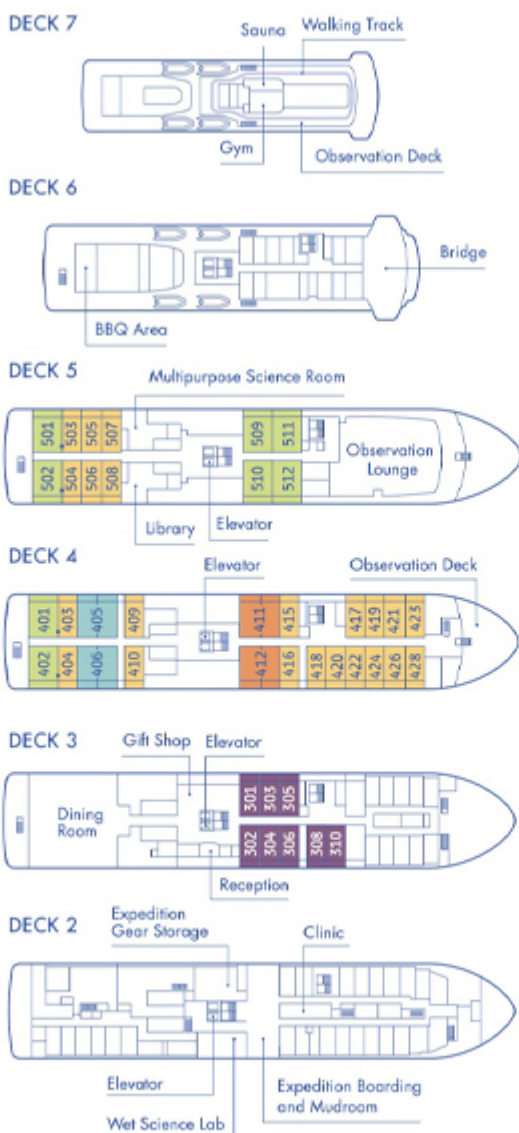 DECK 7
Sauna
Walking Track
Gym
Observation Deck
DECK 6
Bridge
BBQ Area
DECK 5
Multipurpose Science Room
501 503 505 507 509 511
Observation
Lounge
502 504 506 508 510 512
Library
Elevator
DECK 4
Elevator
Observation Deck
401 403 405 409 411 415 417 419 421 423
402 404 406 410 412 416 418 420 422 424 426 428
DECK 3
Gift Shop
Elevator
301 303 305
Dining
Room
302 304 306 308 310
Reception
DECK 2
Expedition
Gear Storage
Clinic
Elevator
Expedition Boarding
and Mudroom
Wet Science Lab